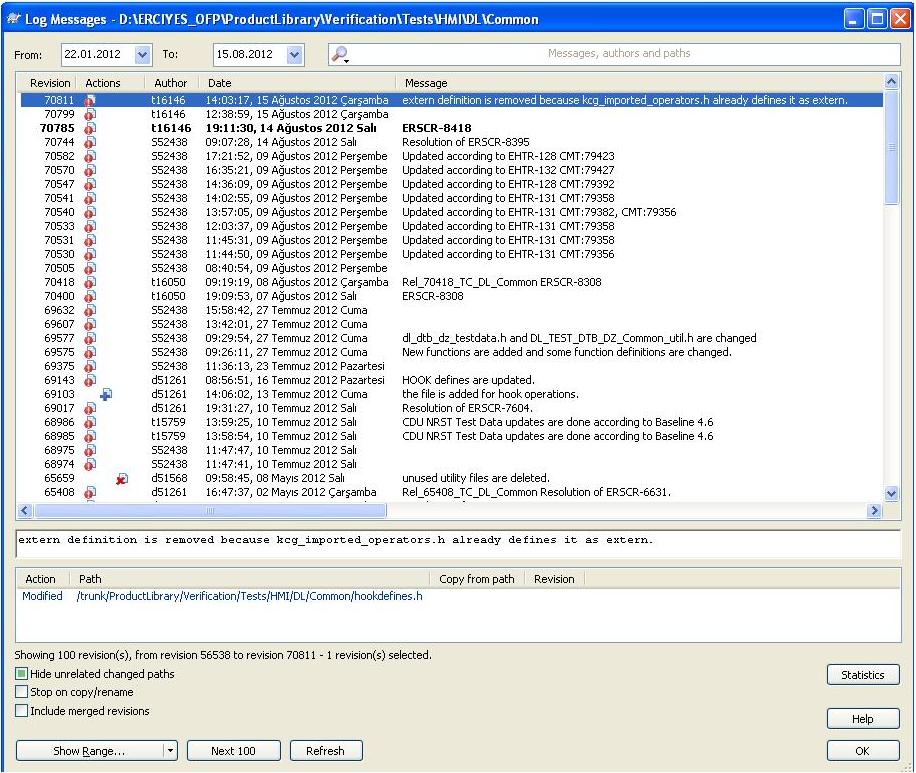 Log Messages - D:\ERCIYES_OFP\ProductLibrary\Verification\Tests\HMI\DL\Common
From: 22.01.2012 To: 15.08.2012 Messages, authors and paths
Revision Actions Author Date Message
70811 t16146 14:03:17, 15 Ağustos 2012 Çarşamba extern definition is removed because kcg_imported_operators.h already defines it as extern.
70799 t16146 12:38:59, 15 Ağustos 2012 Çarşamba
70785 t16146 19:11:30, 14 Ağustos 2012 Salı ERSCR-8418
70744 S52438 09:07:28, 14 Ağustos 2012 Salı Resolution of ERSCR-8395
70582 S52438 17:21:52, 09 Ağustos 2012 Perşembe Updated according to EHTR-128 CMT:79423
70570 S52438 16:35:21, 09 Ağustos 2012 Perşembe Updated according to EHTR-132 CMT:79427
70547 S52438 14:36:09, 09 Ağustos 2012 Perşembe Updated according to EHTR-128 CMT:79392
70541 S52438 14:02:55, 09 Ağustos 2012 Perşembe Updated according to EHTR-131 CMT:79358
70540 S52438 13:57:05, 09 Ağustos 2012 Perşembe Updated according to EHTR-131 CMT:79382, CMT:79356
70533 S52438 12:03:37, 09 Ağustos 2012 Perşembe Updated according to EHTR-131 CMT:79358
70531 S52438 11:45:31, 09 Ağustos 2012 Perşembe Updated according to EHTR-131 CMT:79358
70530 S52438 11:44:50, 09 Ağustos 2012 Perşembe Updated according to EHTR-131 CMT:79356
70505 S52438 08:40:54, 09 Ağustos 2012 Perşembe
70418 t16050 09:19:19, 08 Ağustos 2012 Çarşamba Rel_70418_TC_DL_Common ERSCR-8308
70400 t16050 19:09:53, 07 Ağustos 2012 Salı ERSCR-8308
69632 S52438 15:58:42, 27 Temmuz 2012 Cuma
69607 S52438 13:42:01, 27 Temmuz 2012 Cuma
69577 S52438 09:29:54, 27 Temmuz 2012 Cuma dl_dtb_dz_testdata.h and DL_TEST_DTB_DZ_Common_util.h are changed
69575 S52438 09:26:11, 27 Temmuz 2012 Cuma New functions are added and some function definitions are changed.
69375 S52438 11:36:13, 23 Temmuz 2012 Pazartesi
69143 d51261 08:56:51, 16 Temmuz 2012 Pazartesi HOOK defines are updated.
69103 d51261 14:06:02, 13 Temmuz 2012 Cuma the file is added for hook operations.
69017 d51261 19:31:27, 10 Temmuz 2012 Salı Resolution of ERSCR-7604.
68986 t15759 13:59:25, 10 Temmuz 2012 Salı CDU NRST Test Data updates are done according to Baseline 4.6
68985 t15759 13:58:54, 10 Temmuz 2012 Salı CDU NRST Test Data updates are done according to Baseline 4.6
68975 S52438 11:47:47, 10 Temmuz 2012 Salı
68974 S52438 11:47:41, 10 Temmuz 2012 Salı
65659 d51568 09:58:45, 08 Mayıs 2012 Salı unused utility files are deleted.
65408 d51261 16:47:37, 02 Mayıs 2012 Çarşamba Rel_65408_TC_DL_Common Resolution of ERSCR-6631.
extern definition is removed because kcg_imported_operators.h already defines it as extern.
Action Path Copy from path Revision
Modified /trunk/ProductLibrary/Verification/Tests/HMI/DL/Common/hookdefines.h
Showing 100 revision(s), from revision 56538 to revision 70811 - 1 revision(s) selected.
Hide unrelated changed paths Statistics
Stop on copy/rename
Include merged revisions Help
Show Range... Next 100 Refresh OK